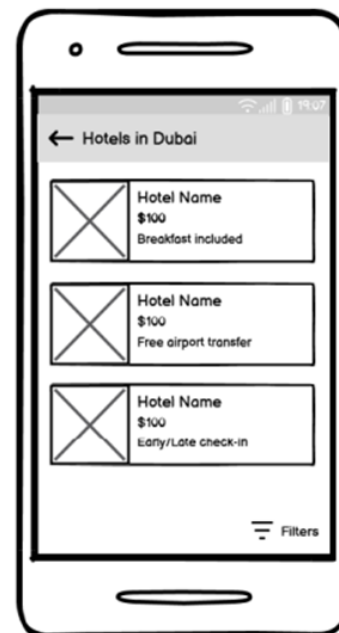 19:07
Hotels in Dubai
Hotel Name
$100
Breakfast included
Hotel Name
$100
Free airport transfer
Hotel Name
$100
Early/Late check-in
Filters